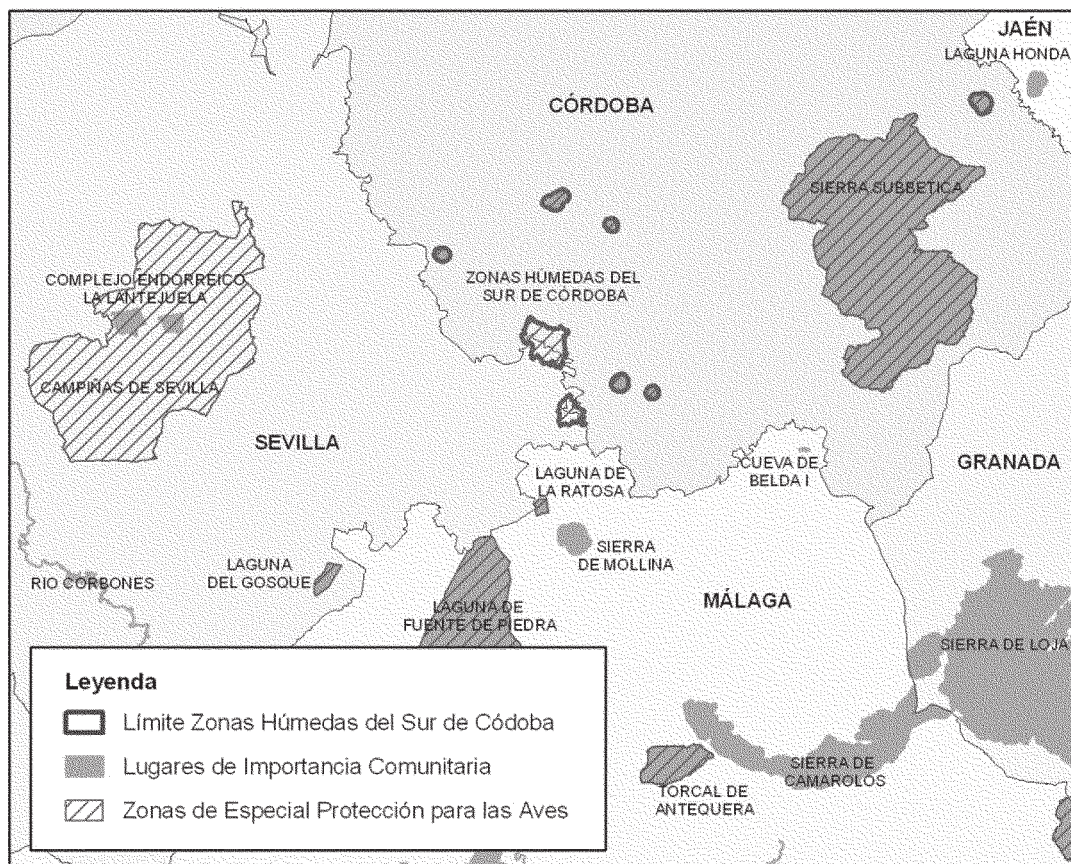 JAÉN
LAGUNA HONDA
CÓRDOBA
SIERRA SUBBETICA
COMPLEJO ENDORREICO
LA LANTEJUELA
ZONAS HÚMEDAS DEL
SUR DE CÓRDOBA
CAMPIÑAS DE SEVILLA
SEVILLA
LAGUNA DE
LA RATOSA
CUEVA DE
BELDA I
GRANADA
SIERRA
DE MOLLINA
RIO CORBONES
LAGUNA
DEL GOSQUE
MÁLAGA
LAGUNA DE
FUENTE DE PIEDRA
SIERRA DE LOJA
SIERRA DE
CAMAROLOS
TORCAL DE
ANTEQUERA
Leyenda
Límite Zonas Húmedas del Sur de Códoba
Lugares de Importancia Comunitaria
Zonas de Especial Protección para las Aves